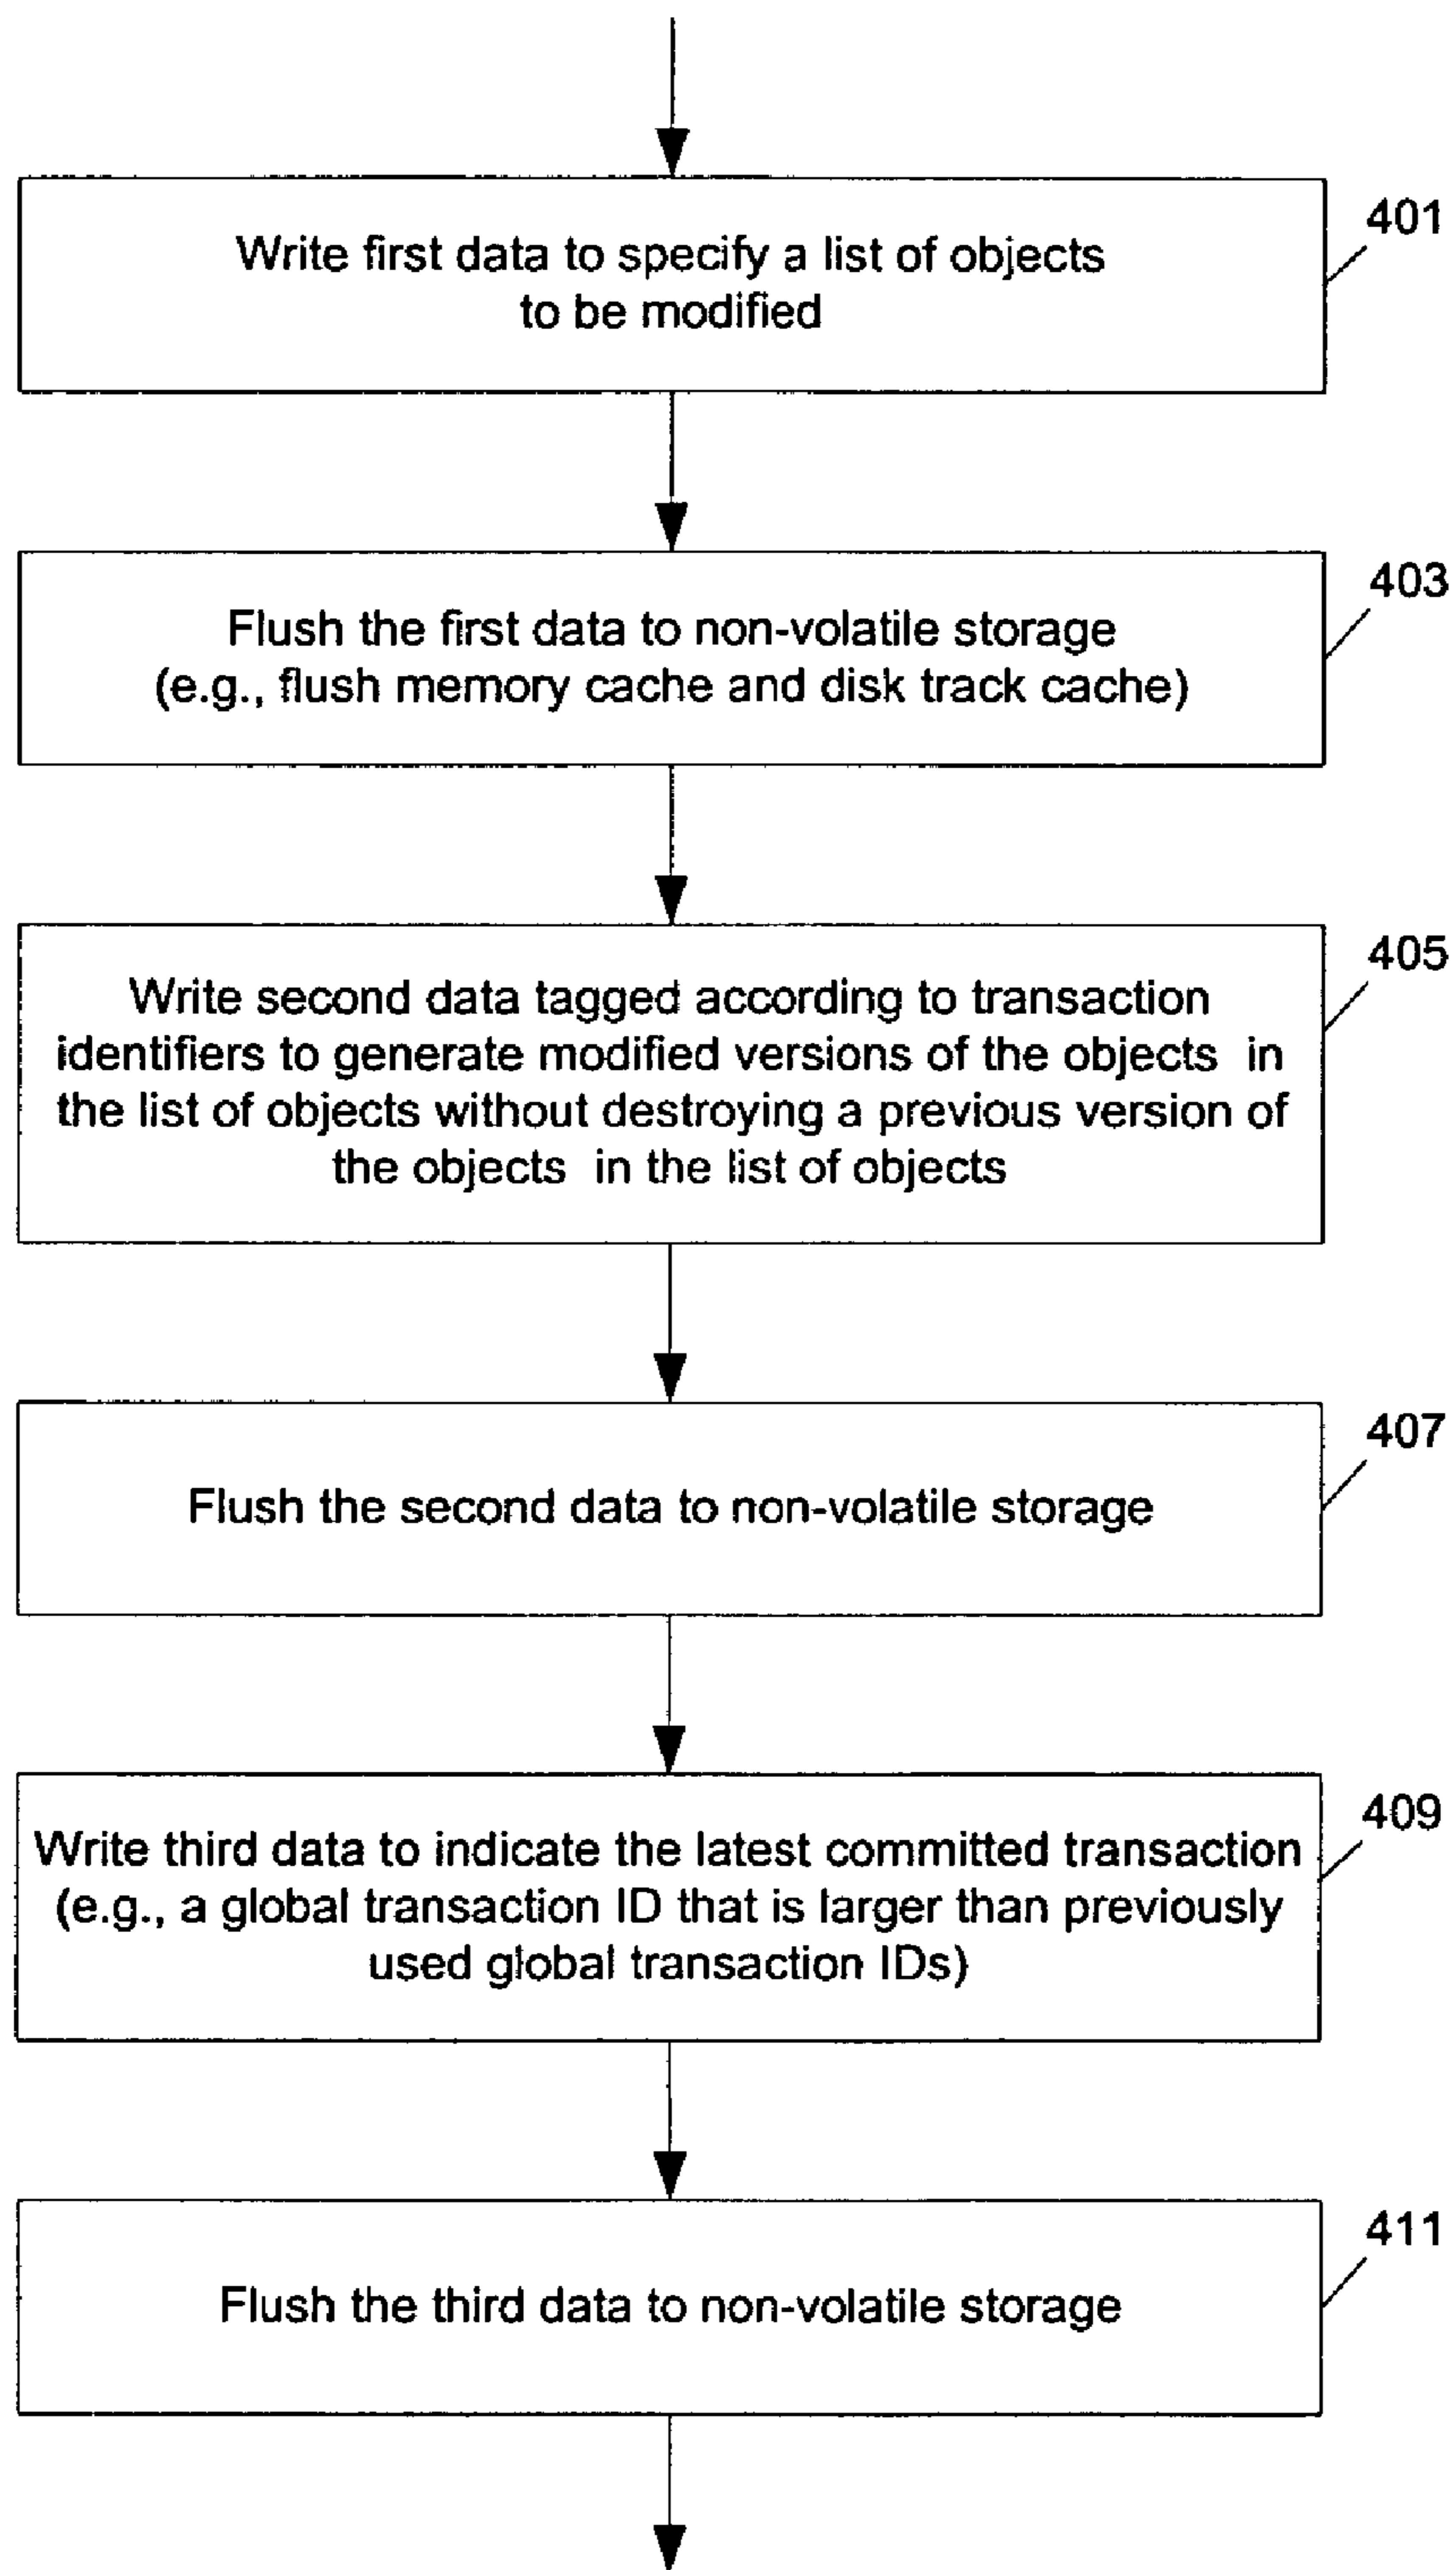 401
Write first data to specify a list of objects
to be modified
403
Flush the first data to non-volatile storage
(e.g., flush memory cache and disk track cache)
405
Write second data tagged according to transaction
identifiers to generate modified versions of the objects in
the list of objects without destroying a previous version of
the objects in the list of objects
407
Flush the second data to non-volatile storage
409
Write third data to indicate the latest committed transaction
(e.g., a global transaction ID that is larger than previously
used global transaction IDs)
411
Flush the third data to non-volatile storage